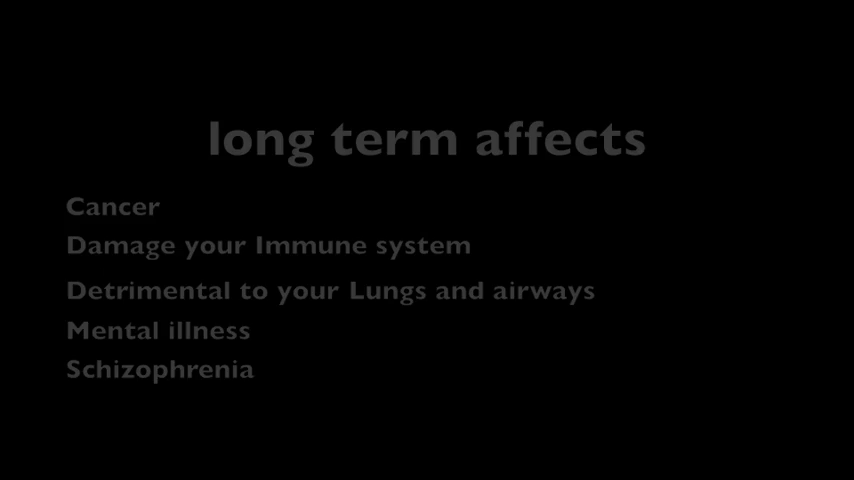 long term affects
Cancer
Damage your Immune system
Detrimental to your Lungs and airways
Mental illness
Schizophrenia